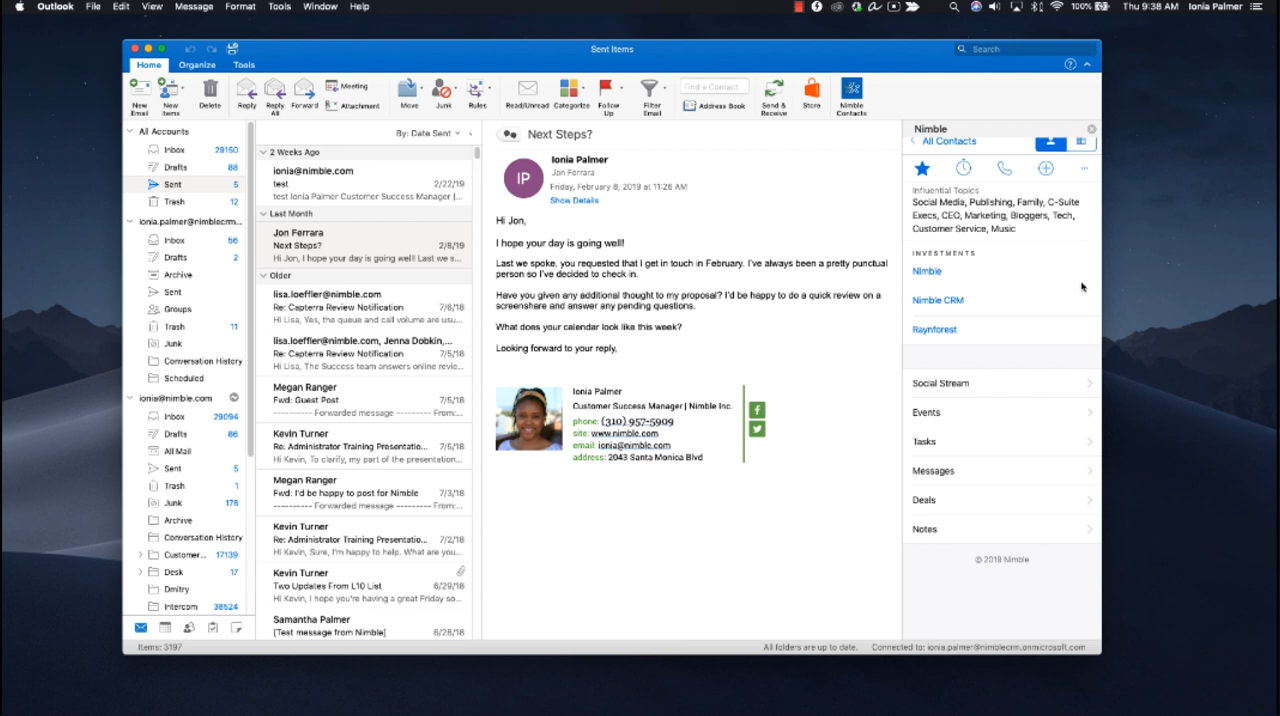 Outlook File Edit View Message Format Tools Window Help 100% Thu 9:38 AM Ionia Palmer
Sent Items
Search
Home Organize Tools
New Email
New Items
Delete
Reply
Reply All
Forward
Meeting
Attachment
Move
Junk
Rules
Read/Unread
Categorize
Follow Up
Filter Email
Find a Contact
Address Book
Send & Receive
Store
Nimble Contacts
All Accounts
Inbox 29150
Drafts 88
Sent 5
Trash 12
ionia.palmer@nimblecrm...
Inbox 56
Drafts 2
Archive
Sent
Groups
Trash 11
Junk
Conversation History
Scheduled
ionia@nimble.com
Inbox 29094
Drafts 86
All Mail
Sent 5
Trash 1
Junk 178
Archive
Conversation History
Customer... 17139
Desk 17
Dmitry
Intercom 38524
By: Date Sent
2 Weeks Ago
ionia@nimble.com
test 2/22/19
test Ionia Palmer Customer Success Manager |...
Last Month
Jon Ferrara
Next Steps? 2/8/19
Hi Jon, I hope your day is going well! Last we s...
Older
lisa.loeffler@nimble.com
Re: Capterra Review Notification 7/6/18
Hi Lisa, Yes, the queue and call volume are usu...
lisa.loeffler@nimble.com, Jenna Dobkin,...
Re: Capterra Review Notification 7/5/18
Hi Lisa, The Success team answers online revie...
Megan Ranger
Fwd: Guest Post 7/5/18
---------- Forwarded message --------- From:...
Kevin Turner
Re: Administrator Training Presentatio... 7/5/18
Hi Kevin, To clarify, my part of the presentation...
Megan Ranger
Fwd: I'd be happy to post for Nimble 7/3/18
---------- Forwarded message --------- From:...
Kevin Turner
Re: Administrator Training Presentatio... 7/2/18
Hi Kevin, Sure, I'm happy to help. What are you...
Kevin Turner
Two Updates From L10 List 6/29/18
Hi Kevin, I hope you're having a great Friday so...
Samantha Palmer
[Test message from Nimble] 6/28/18
Next Steps?
IP
Ionia Palmer
Jon Ferrara
Friday, February 8, 2019 at 11:26 AM
Show Details
Hi Jon,
I hope your day is going well!
Last we spoke, you requested that I get in touch in February. I've always been a pretty punctual
person so I've decided to check in.
Have you given any additional thought to my proposal? I'd be happy to do a quick review on a
screenshare and answer any pending questions.
What does your calendar look like this week?
Looking forward to your reply,
Ionia Palmer
Customer Success Manager | Nimble Inc.
phone: (310) 957-5909
site: www.nimble.com
email: ionia@nimble.com
address: 2043 Santa Monica Blvd
Nimble
All Contacts
Influential Topics
Social Media, Publishing, Family, C-Suite
Execs, CEO, Marketing, Bloggers, Tech,
Customer Service, Music
INVESTMENTS
Nimble
Nimble CRM
Raynforest
Social Stream
Events
Tasks
Messages
Deals
Notes
© 2019 Nimble
Items: 3197
All folders are up to date. Connected to: ionia.palmer@nimblecrm.onmicrosoft.com